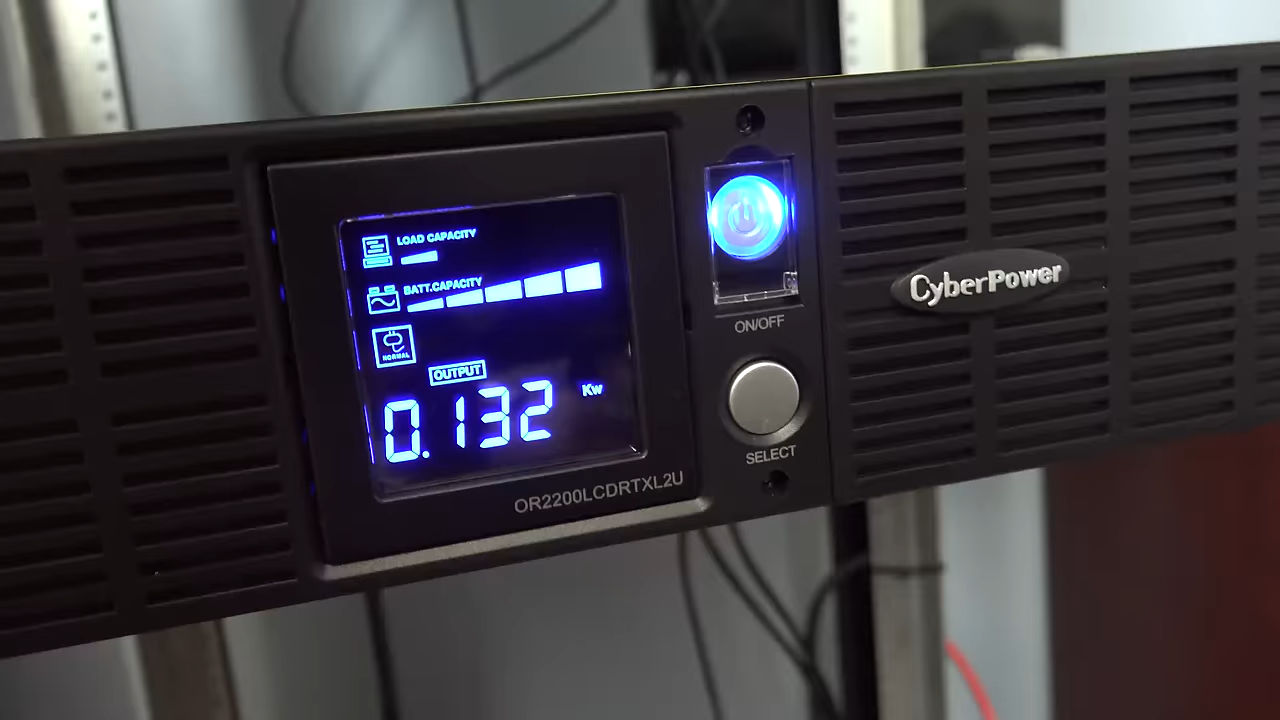 LOAD CAPACITY
BATT.CAPACITY
NORMAL
OUTPUT
0.132 Kw
OR2200LCDRTXL2U
ON/OFF
SELECT
CyberPower